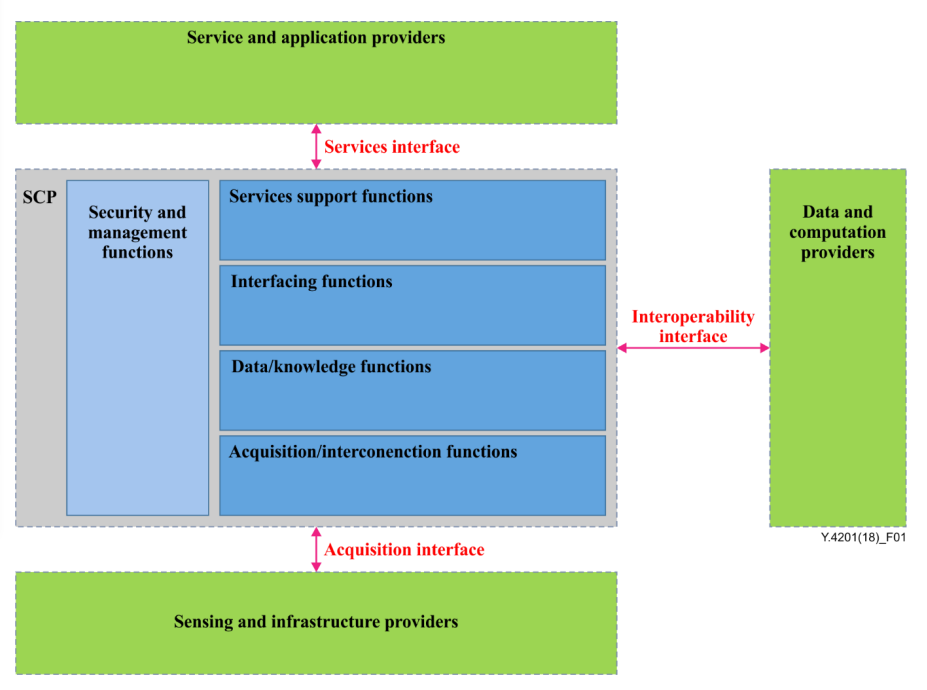 Service and application providers
Services interface
SCP
Security and
management
functions
Services support functions
Interfacing functions
Data/knowledge functions
Acquisition/interconenction functions
Interoperability
interface
Data and
computation
providers
Y.4201(18)_F01
Acquisition interface
Sensing and infrastructure providers